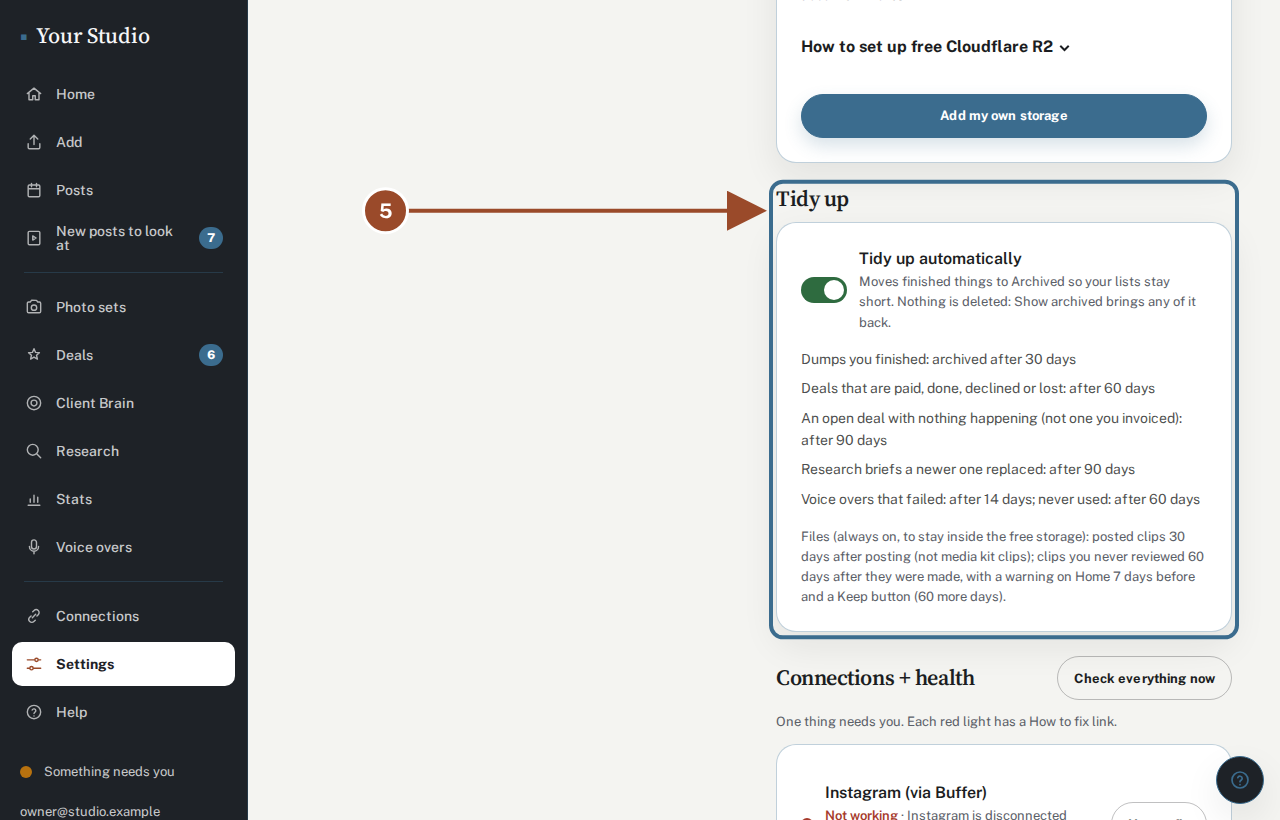 Your Studio
Home
Add
Posts
New posts to look
at
7
Photo sets
Deals
6
Client Brain
Research
Stats
Voice overs
Connections
Settings
Help
Something needs you
owner@studio.example
How to set up free Cloudflare R2
Add my own storage
5
Tidy up
Tidy up automatically
Moves finished things to Archived so your lists stay
short. Nothing is deleted: Show archived brings any of it
back.
Dumps you finished: archived after 30 days
Deals that are paid, done, declined or lost: after 60 days
An open deal with nothing happening (not one you invoiced):
after 90 days
Research briefs a newer one replaced: after 90 days
Voice overs that failed: after 14 days; never used: after 60 days
Files (always on, to stay inside the free storage): posted clips 30
days after posting (not media kit clips); clips you never reviewed 60
days after they were made, with a warning on Home 7 days before
and a Keep button (60 more days).
Connections + health
Check everything now
One thing needs you. Each red light has a How to fix link.
Instagram (via Buffer)
Not working · Instagram is disconnected